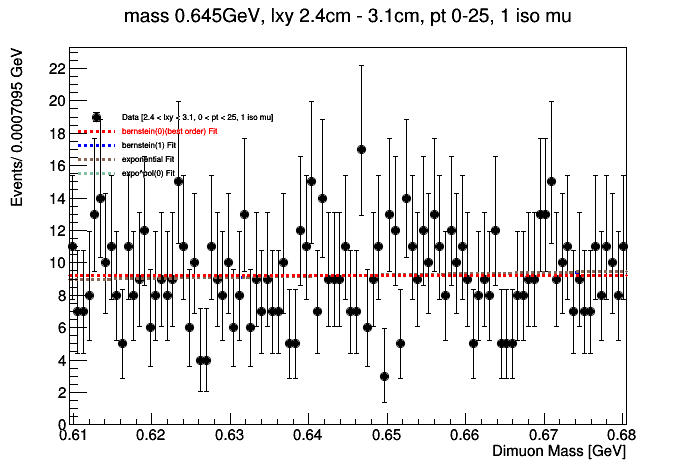 mass 0.645GeV, lxy 2.4cm - 3.1cm, pt 0-25, 1 iso mu
Events/ 0.0007095 GeV
22
20
18
16
14
12
10
8
6
4
2
0
Data [2.4 < lxy < 3.1, 0 < pt < 25, 1 iso mu]
bernstein(0)(best order) Fit
bernstein(1) Fit
exponential Fit
expo*pol(0) Fit
0.61 0.62 0.63 0.64 0.65 0.66 0.67 0.68
Dimuon Mass [GeV]